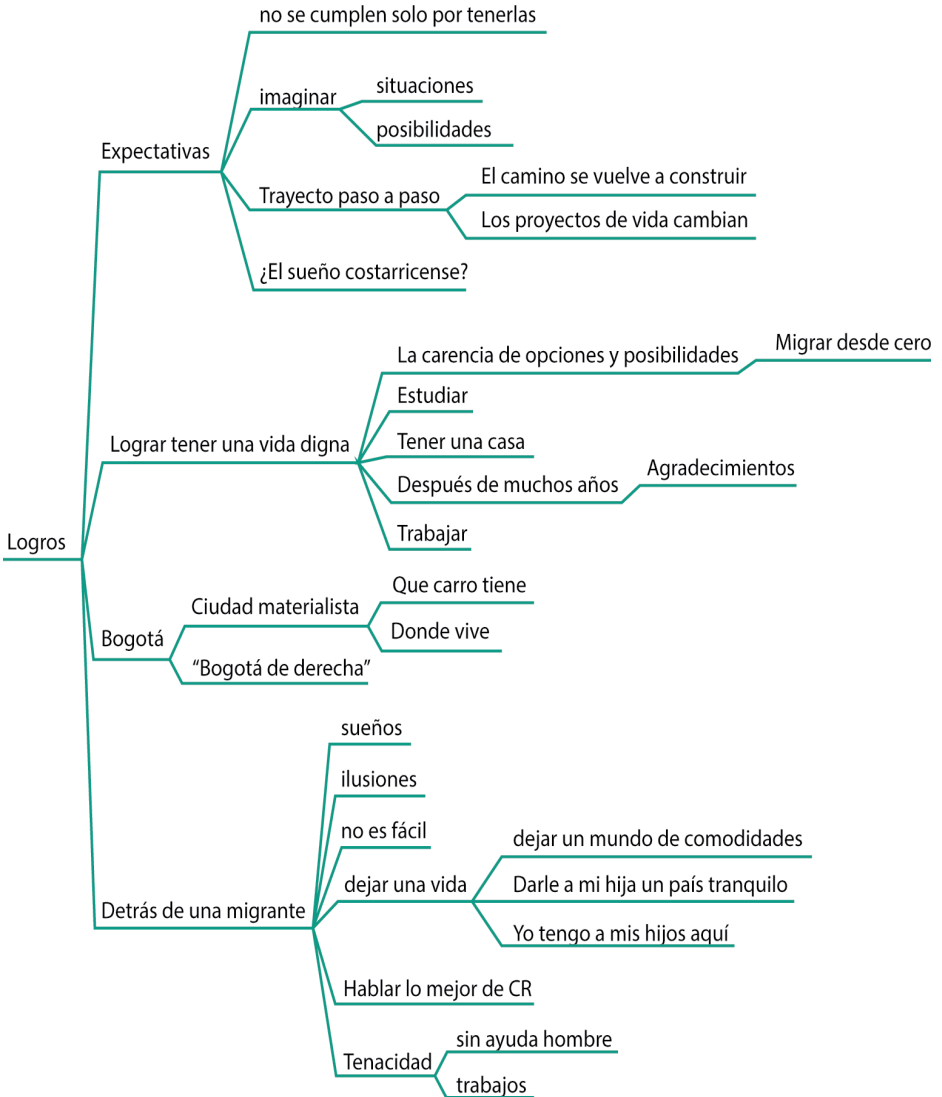 no se cumplen solo por tenerlas
situaciones
imaginar
posibilidades
Expectativas
El camino se vuelve a construir
Trayecto paso a paso
Los proyectos de vida cambian
¿El sueño costarricense?
Migrar desde cero
La carencia de opciones y posibilidades
Estudiar
Tener una casa
Lograr tener una vida digna
Agradecimientos
Después de muchos años
Trabajar
Logros
Que carro tiene
Ciudad materialista
Donde vive
Bogotá
“Bogotá de derecha”
sueños
ilusiones
no es fácil
dejar un mundo de comodidades
dejar una vida
Darle a mi hija un país tranquilo
Detrás de una migrante
Yo tengo a mis hijos aquí
Hablar lo mejor de CR
sin ayuda hombre
Tenacidad
trabajos